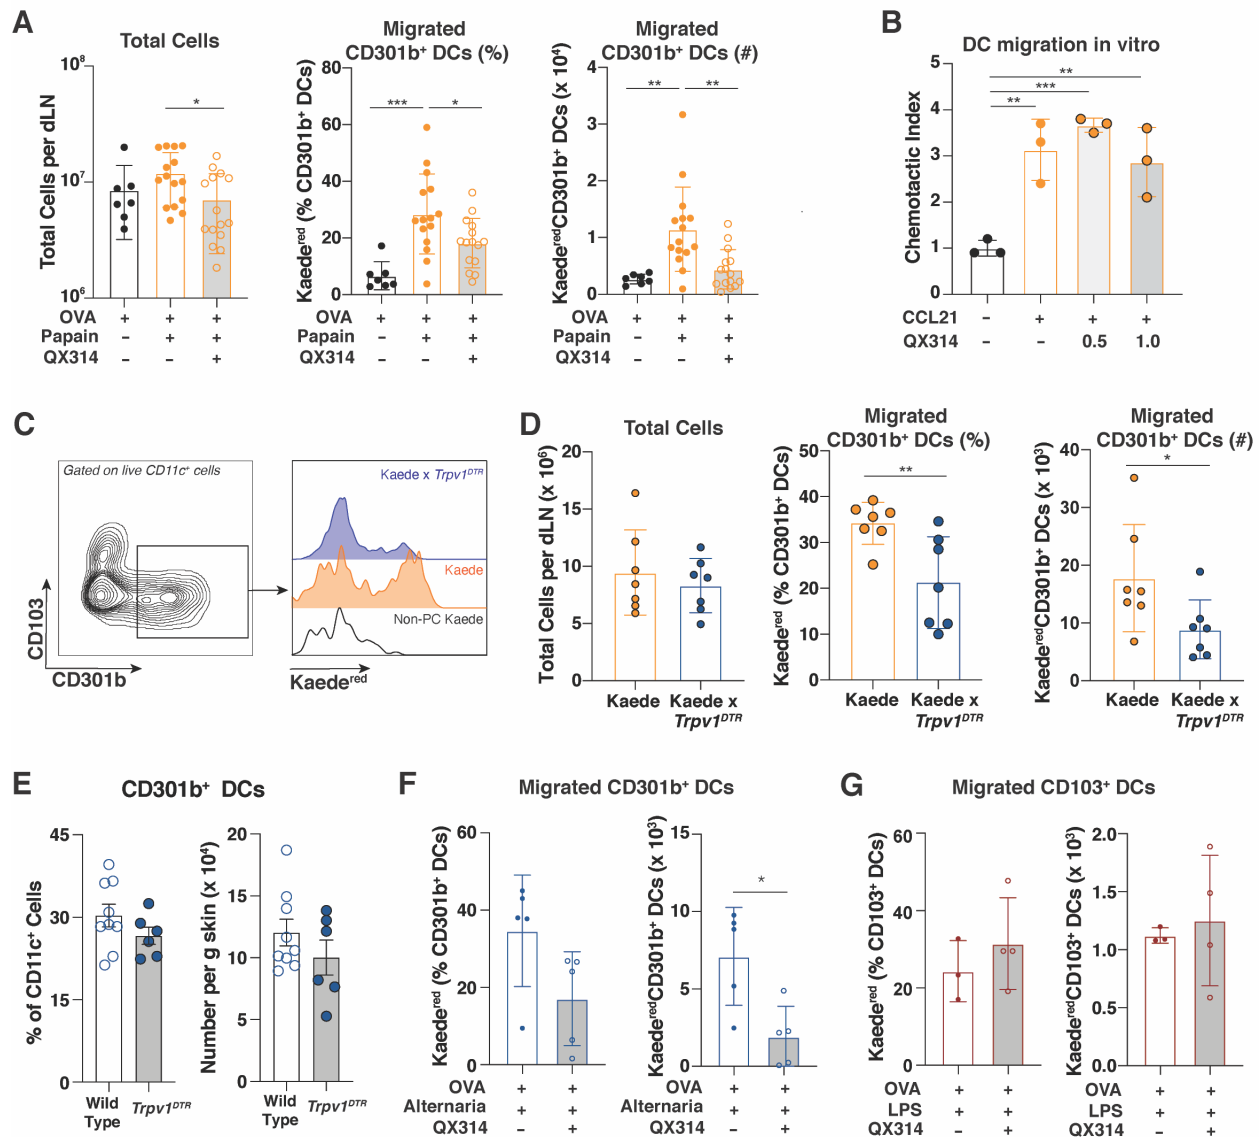 A
Total Cells
Total Cells per dLN
10⁸
10⁷
10⁶
*
OVA + + +
Papain – + +
QX314 – – +
Migrated
CD301b⁺ DCs (%)
Kaedeʳᵉᵈ (% CD301b⁺ DCs)
80
60
40
20
0
*** *
OVA + + +
Papain – + +
QX314 – – +
Migrated
CD301b⁺ DCs (#)
KaedeʳᵉᵈCD301b⁺ DCs (x 10⁴)
4
3
2
1
0
** **
OVA + + +
Papain – + +
QX314 – – +
B
DC migration in vitro
Chemotactic Index
5
4
3
2
1
0
**
***
**
CCL21 – + + +
QX314 – – 0.5 1.0
C
Gated on live CD11c⁺ cells
CD103
CD301b
Kaede x Trpv1ᴰᵀᴿ
Kaede
Non-PC Kaede
Kaedeʳᵉᵈ
D
Total Cells
Total Cells per dLN (x 10⁶)
20
15
10
5
0
Kaede Kaede x
Trpv1ᴰᵀᴿ
Migrated
CD301b⁺ DCs (%)
Kaedeʳᵉᵈ (% CD301b⁺ DCs)
50
40
30
20
10
0
**
Kaede Kaede x
Trpv1ᴰᵀᴿ
Migrated
CD301b⁺ DCs (#)
KaedeʳᵉᵈCD301b⁺ DCs (x 10³)
40
30
20
10
0
*
Kaede Kaede x
Trpv1ᴰᵀᴿ
E
CD301b⁺ DCs
% of CD11c⁺ Cells
45
30
15
0
Wild
Type Trpv1ᴰᵀᴿ
Number per g skin (x 10⁴)
20
15
10
5
0
Wild
Type Trpv1ᴰᵀᴿ
F
Migrated CD301b⁺ DCs
Kaedeʳᵉᵈ (% CD301b⁺ DCs)
60
40
20
0
OVA + +
Alternaria + +
QX314 – +
KaedeʳᵉᵈCD301b⁺ DCs (x 10³)
15
10
5
0
*
OVA + +
Alternaria + +
QX314 – +
G
Migrated CD103⁺ DCs
Kaedeʳᵉᵈ (% CD103⁺ DCs)
60
40
20
0
OVA + +
LPS + +
QX314 – +
KaedeʳᵉᵈCD103⁺ DCs (x 10³)
2.0
1.5
1.0
0.5
0.0
OVA + +
LPS + +
QX314 – +